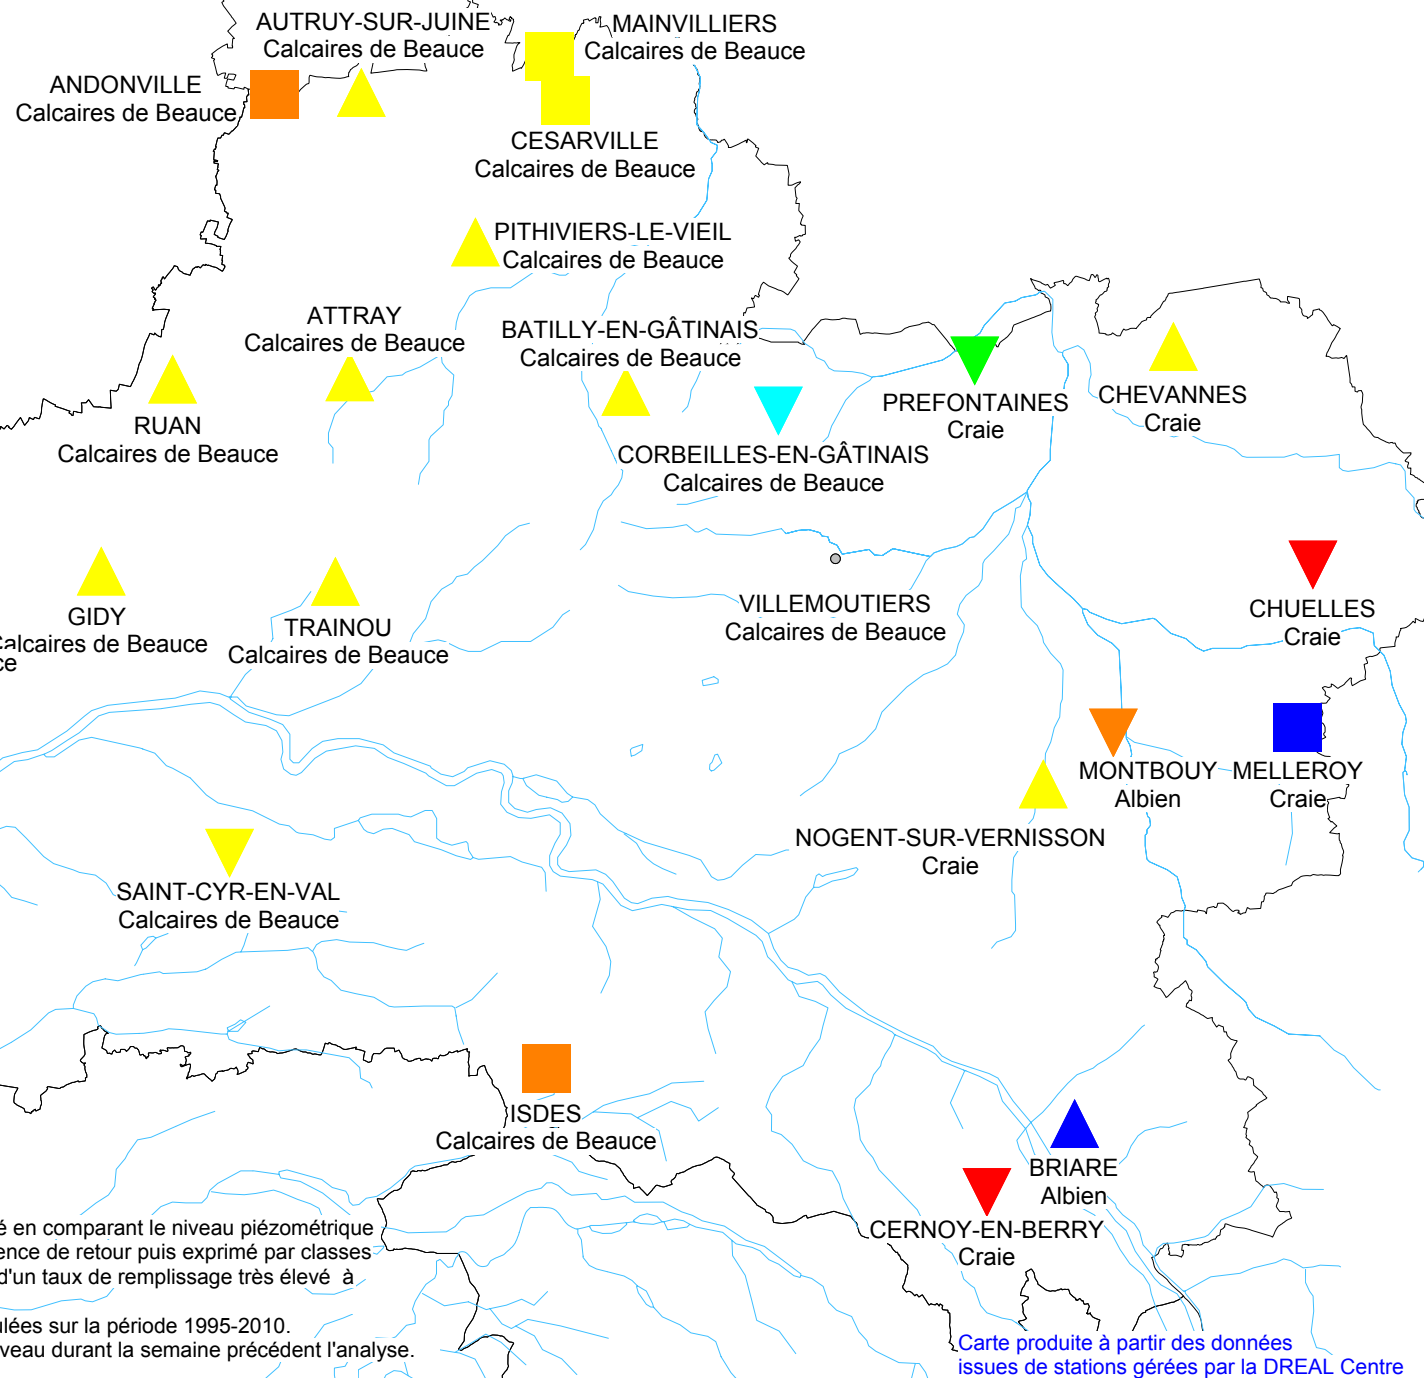 AUTRUY-SUR-JUINE
Calcaires de Beauce
MAINVILLIERS
Calcaires de Beauce
ANDONVILLE
Calcaires de Beauce
CESARVILLE
Calcaires de Beauce
PITHIVIERS-LE-VIEIL
Calcaires de Beauce
ATTRAY
Calcaires de Beauce
BATILLY-EN-GÂTINAIS
Calcaires de Beauce
PREFONTAINES
Craie
CHEVANNES
Craie
RUAN
Calcaires de Beauce
CORBEILLES-EN-GÂTINAIS
Calcaires de Beauce
GIDY
Calcaires de Beauce
ce
TRAINOU
Calcaires de Beauce
VILLEMOUTIERS
Calcaires de Beauce
CHUELLES
Craie
MONTBOUY
Albien
MELLEROY
Craie
NOGENT-SUR-VERNISSON
Craie
SAINT-CYR-EN-VAL
Calcaires de Beauce
ISDES
Calcaires de Beauce
BRIARE
Albien
CERNOY-EN-BERRY
Craie
é en comparant le niveau piézométrique
ence de retour puis exprimé par classes
d'un taux de remplissage très élevé à
ulées sur la période 1995-2010.
veau durant la semaine précédent l'analyse.
Carte produite à partir des données
issues de stations gérées par la DREAL Centre